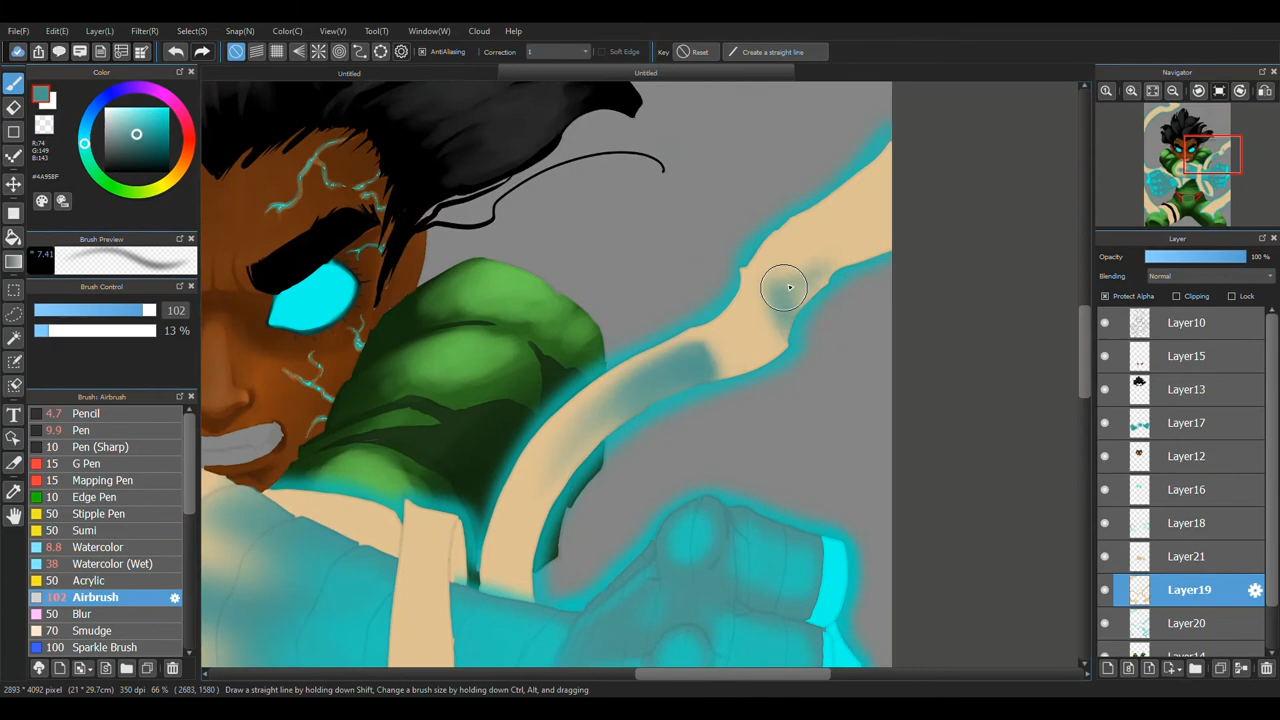 File(F) Edit(E) Layer(L) Filter(R) Select(S) Snap(N) Color(C) View(V) Tool(T) Window(W) Cloud Help
AntiAliasing Correction 1 Soft Edge Key Reset Create a straight line
Color
Untitled Untitled
Navigator
R:74
G:149
B:143
#4A958F
Brush Preview
* 7.41
Brush Control
102
13 %
Brush: Airbrush
4.7 Pencil
9.9 Pen
10 Pen (Sharp)
15 G Pen
15 Mapping Pen
10 Edge Pen
50 Stipple Pen
50 Sumi
8.8 Watercolor
38 Watercolor (Wet)
50 Acrylic
102 Airbrush
50 Blur
70 Smudge
100 Sparkle Brush
Layer
Opacity 100 %
Blending Normal
Protect Alpha Clipping Lock
Layer10
Layer15
Layer13
Layer17
Layer12
Layer16
Layer18
Layer21
Layer19
Layer20
Layer14
2893 * 4092 pixel (21 * 29.7cm) 350 dpi 66 % (2683, 1580) Draw a straight line by holding down Shift, Change a brush size by holding down Ctrl, Alt, and dragging